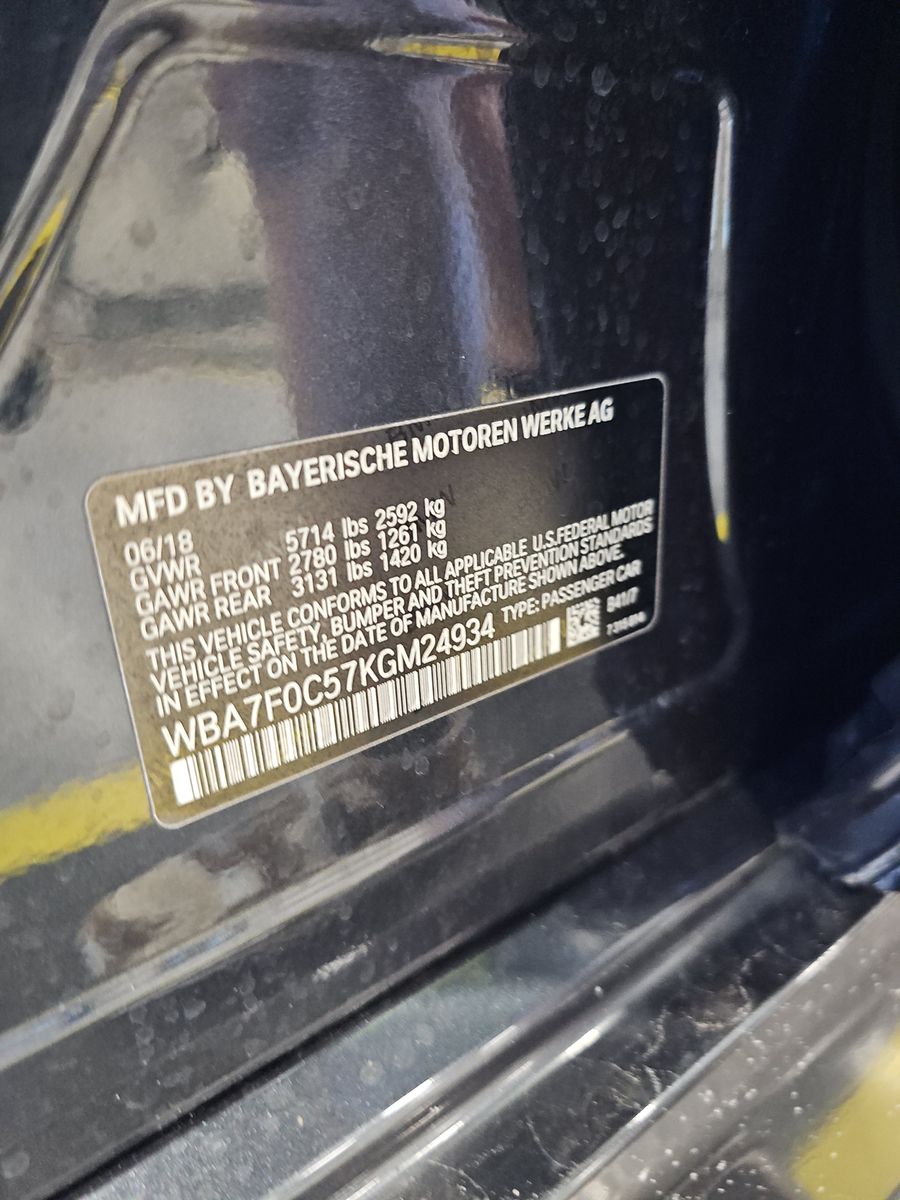 MFD BY BAYERISCHE MOTOREN WERKE AG
06/18
GVWR 5714 lbs 2592 kg
GAWR FRONT 2780 lbs 1261 kg
GAWR REAR 3131 lbs 1420 kg
THIS VEHICLE CONFORMS TO ALL APPLICABLE U.S.FEDERAL MOTOR
VEHICLE SAFETY, BUMPER AND THEFT PREVENTION STANDARDS
IN EFFECT ON THE DATE OF MANUFACTURE SHOWN ABOVE.
WBA7F0C57KGM24934 TYPE: PASSENGER CAR
B41/7